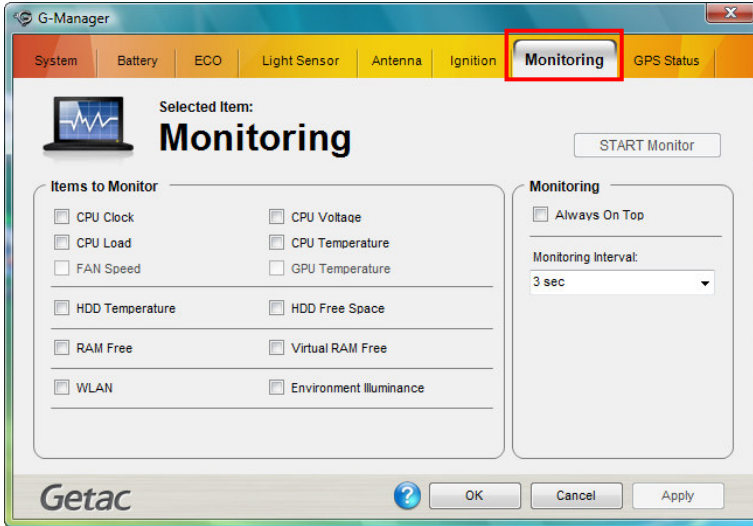 G-Manager
System Battery ECO Light Sensor Antenna Ignition Monitoring GPS Status
Selected Item:
Monitoring
START Monitor
Items to Monitor
CPU Clock CPU Voltage
CPU Load CPU Temperature
FAN Speed GPU Temperature
HDD Temperature HDD Free Space
RAM Free Virtual RAM Free
WLAN Environment Illuminance
Monitoring
Always On Top
Monitoring Interval:
3 sec
Getac ? OK Cancel Apply